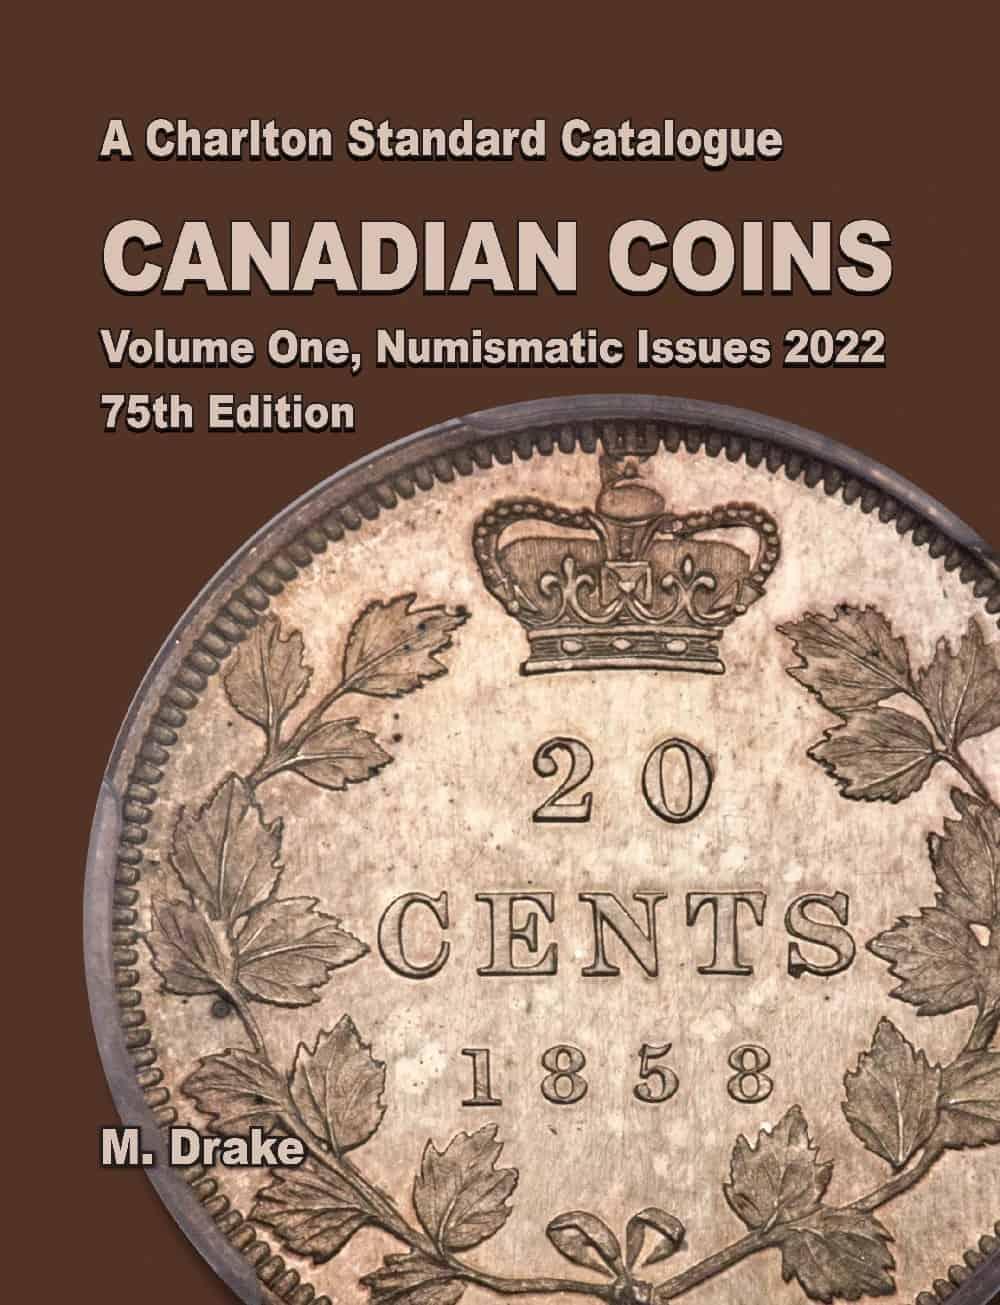 A Charlton Standard Catalogue
CANADIAN COINS
Volume One, Numismatic Issues 2022
75th Edition
20
CENTS
1858
M. Drake